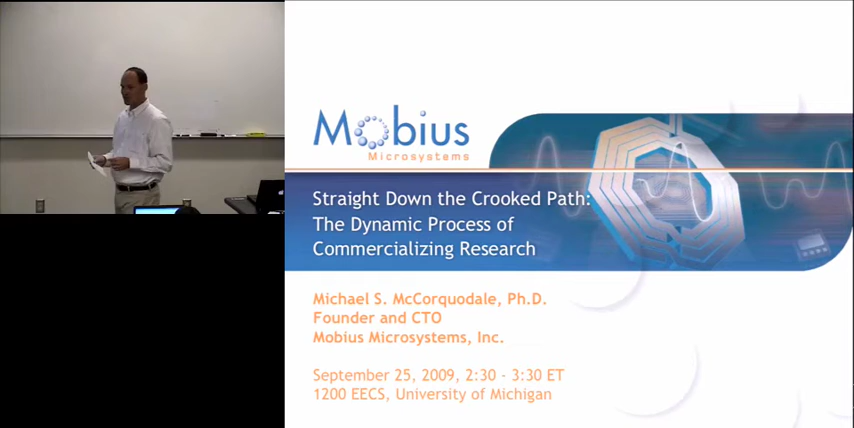 Mobius
Microsystems
Straight Down the Crooked Path:
The Dynamic Process of
Commercializing Research
Michael S. McCorquodale, Ph.D.
Founder and CTO
Mobius Microsystems, Inc.
September 25, 2009, 2:30 - 3:30 ET
1200 EECS, University of Michigan